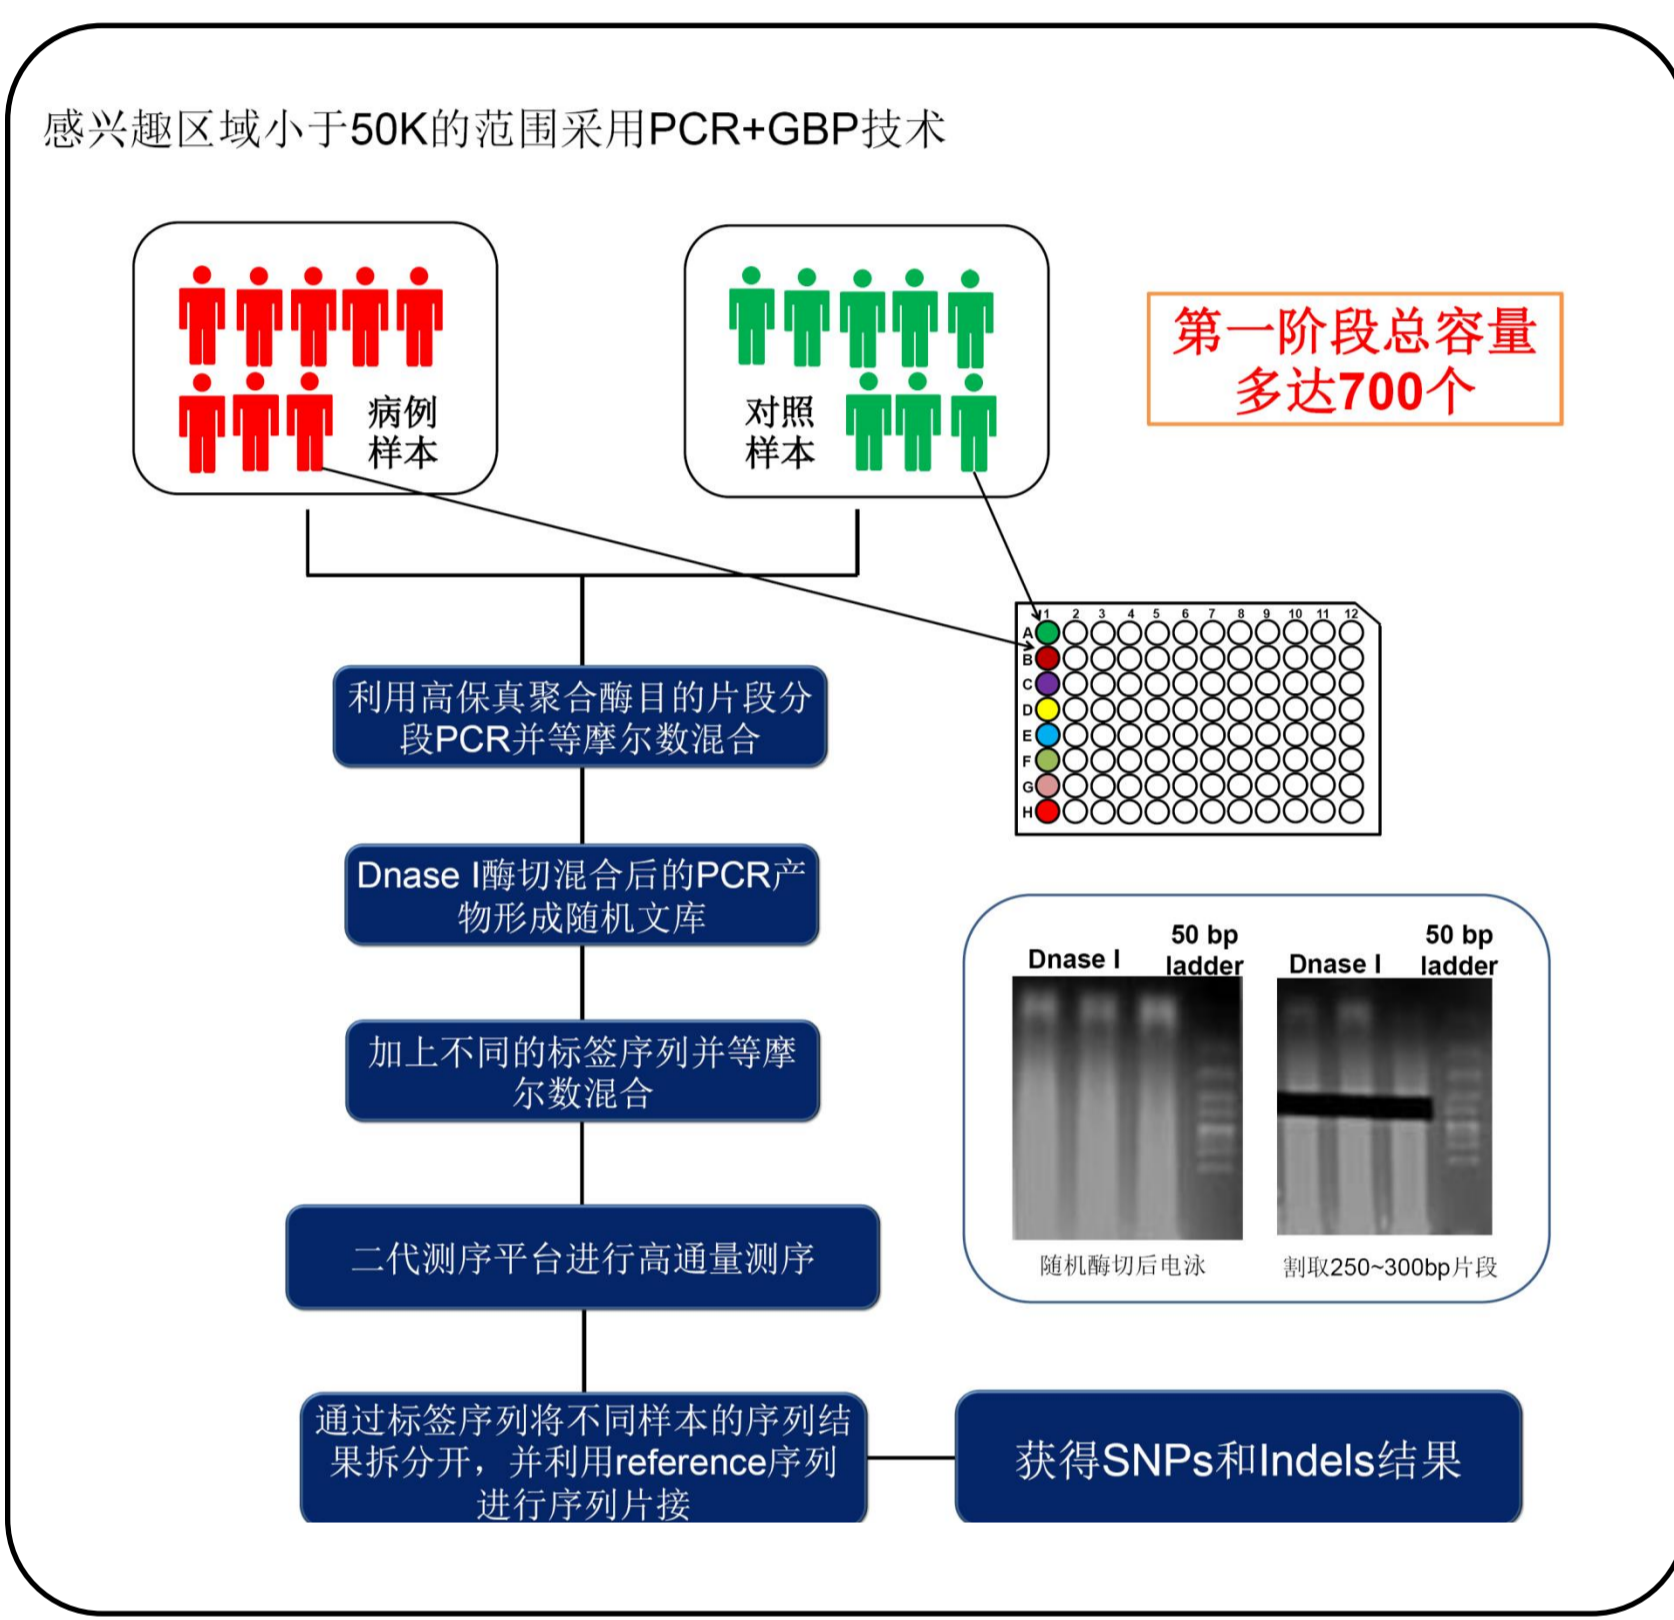 感兴趣区域小于50K的范围采用PCR+GBP技术
病例
样本
对照
样本
第一阶段总容量
多达700个
1 2 3 4 5 6 7 8 9 10 11 12
A
B
C
D
E
F
G
H
利用高保真聚合酶目的片段分
段PCR并等摩尔数混合
Dnase I酶切混合后的PCR产
物形成随机文库
加上不同的标签序列并等摩
尔数混合
二代测序平台进行高通量测序
通过标签序列将不同样本的序列结
果拆分开，并利用reference序列
进行序列片接
获得SNPs和Indels结果
Dnase I
50 bp
ladder
Dnase I
50 bp
ladder
随机酶切后电泳
割取250~300bp片段